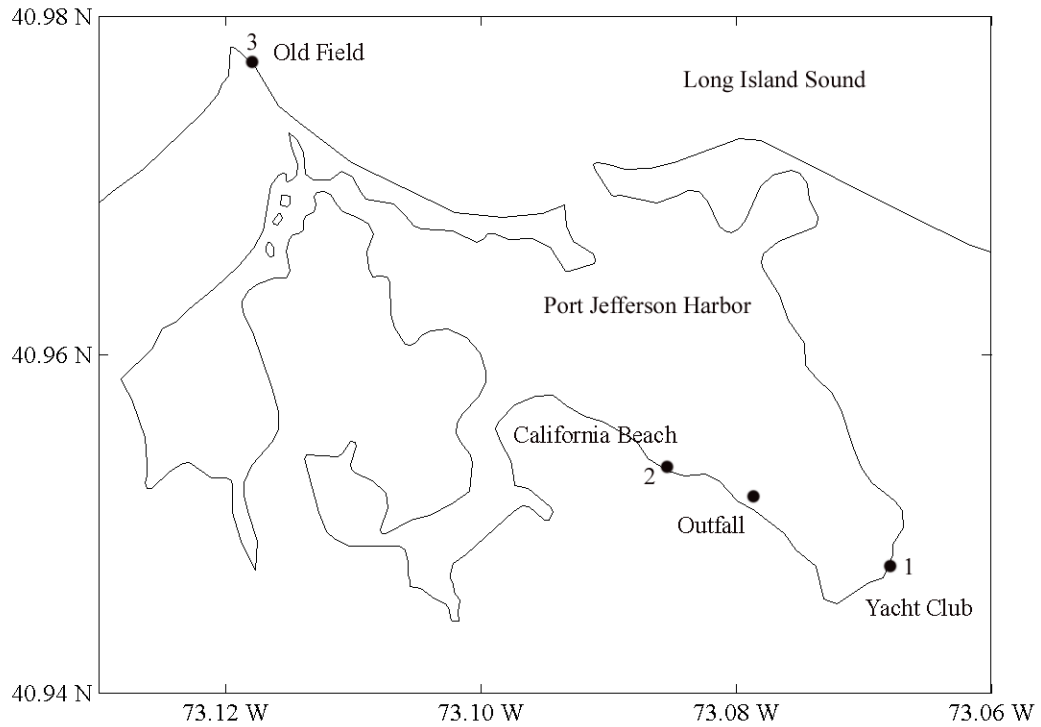 40.98 N
3
Old Field
Long Island Sound
Port Jefferson Harbor
40.96 N
California Beach
2
Outfall
1
Yacht Club
40.94 N
73.12 W
73.10 W
73.08 W
73.06 W